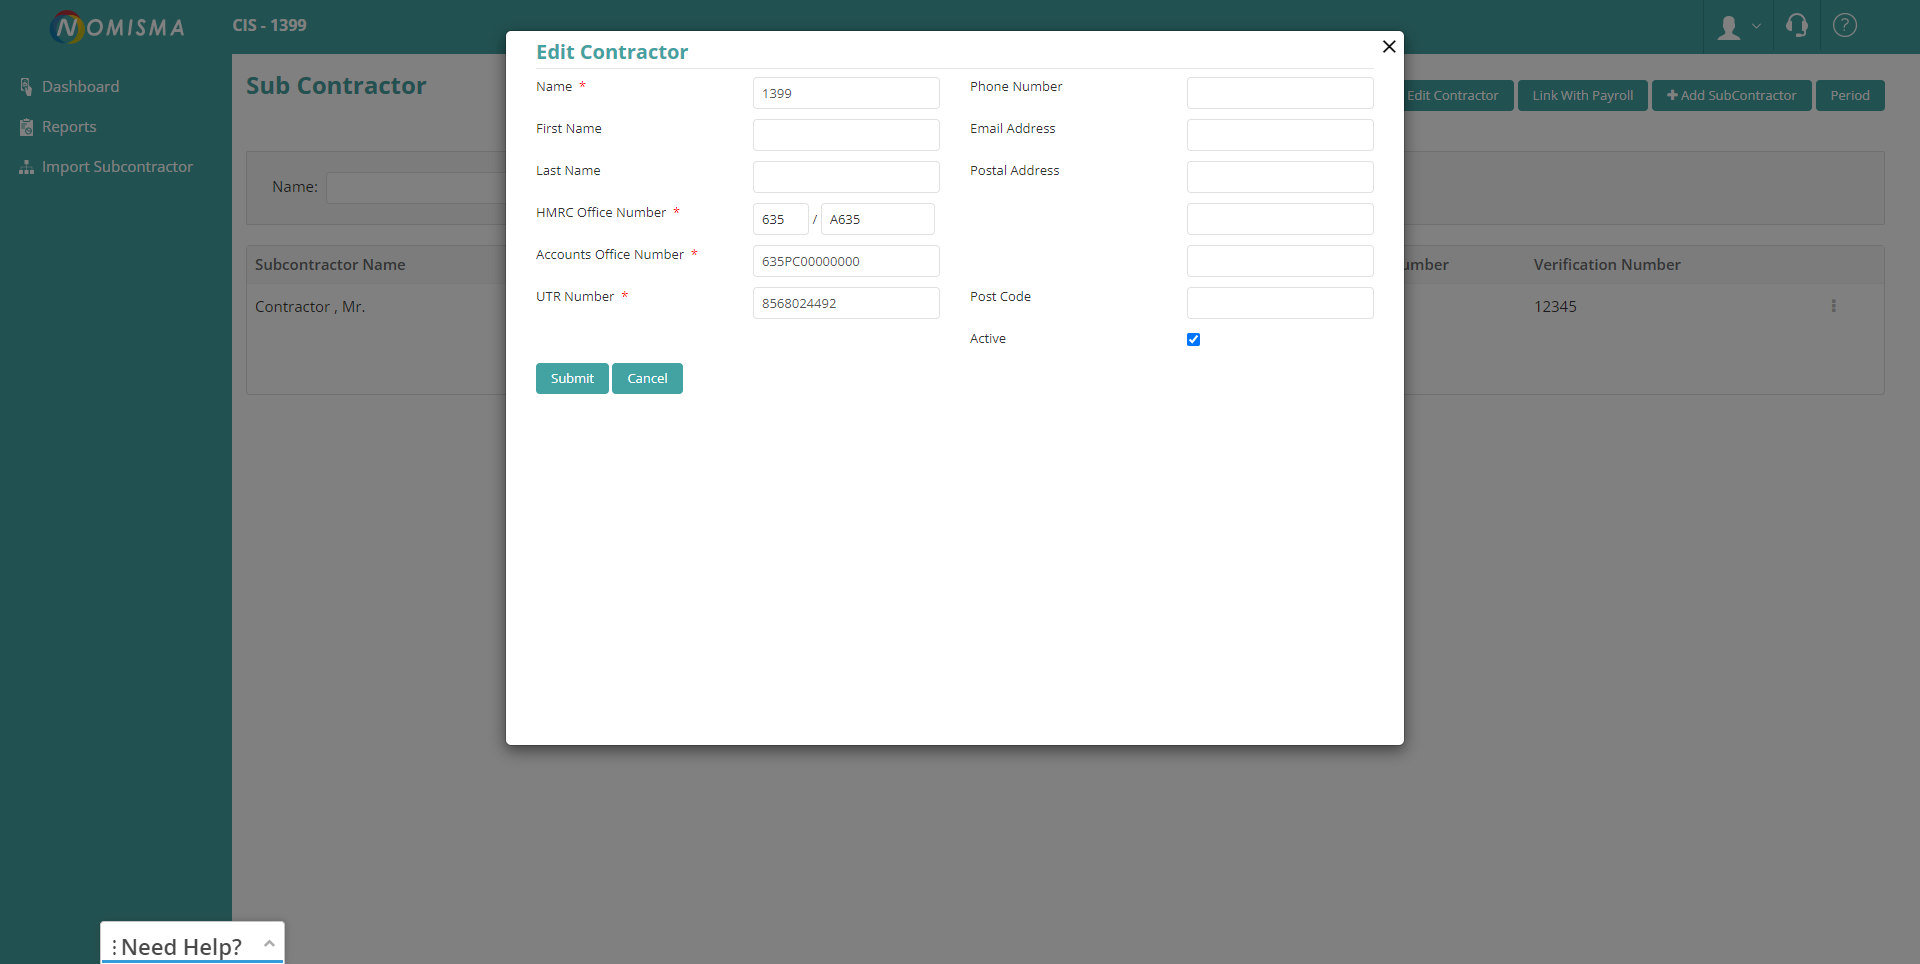 NOMISMA
CIS - 1399
Dashboard
Reports
Import Subcontractor
Sub Contractor
Edit Contractor
Link With Payroll
Add SubContractor
Period
Name:
Subcontractor Name
umber
Verification Number
Contractor , Mr.
12345
Edit Contractor
Name *
1399
Phone Number
First Name
Email Address
Last Name
Postal Address
HMRC Office Number *
635 / A635
Accounts Office Number *
635PC00000000
UTR Number *
8568024492
Post Code
Active
Submit
Cancel
Need Help?